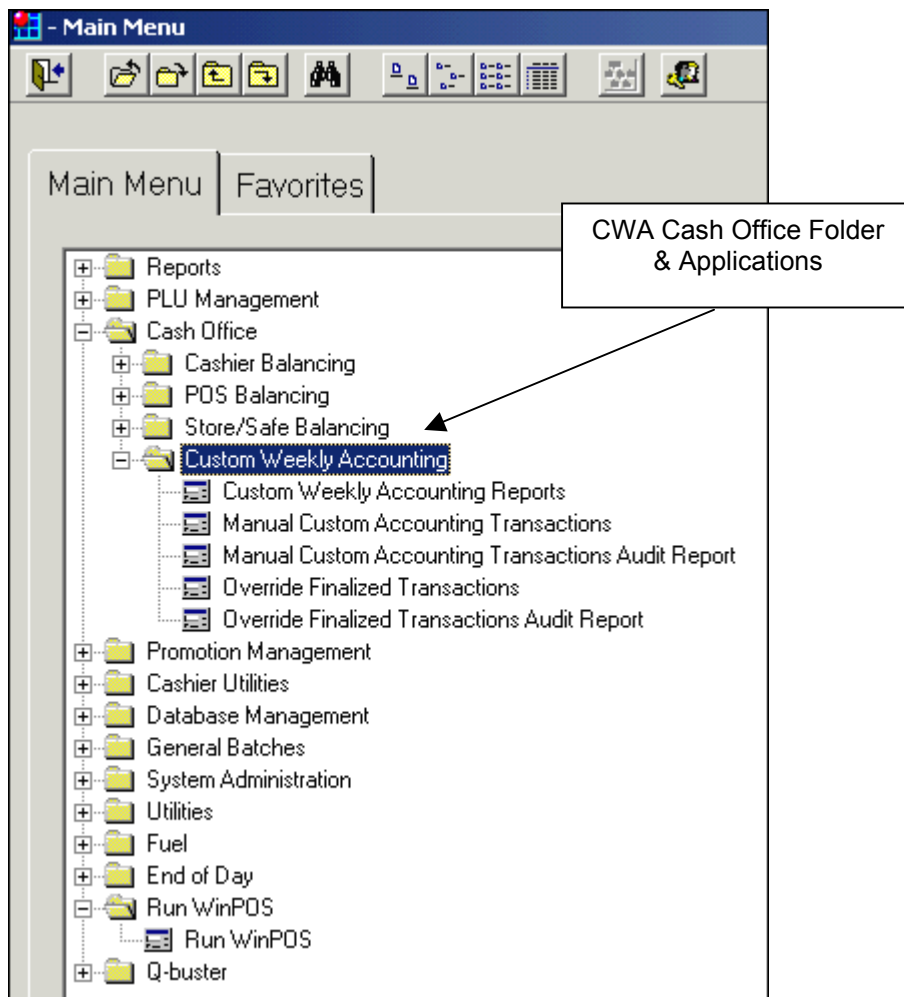 - Main Menu
Main Menu
Favorites
CWA Cash Office Folder
& Applications
Reports
PLU Management
Cash Office
Cashier Balancing
POS Balancing
Store/Safe Balancing
Custom Weekly Accounting
Custom Weekly Accounting Reports
Manual Custom Accounting Transactions
Manual Custom Accounting Transactions Audit Report
Override Finalized Transactions
Override Finalized Transactions Audit Report
Promotion Management
Cashier Utilities
Database Management
General Batches
System Administration
Utilities
Fuel
End of Day
Run WinPOS
Run WinPOS
Q-buster